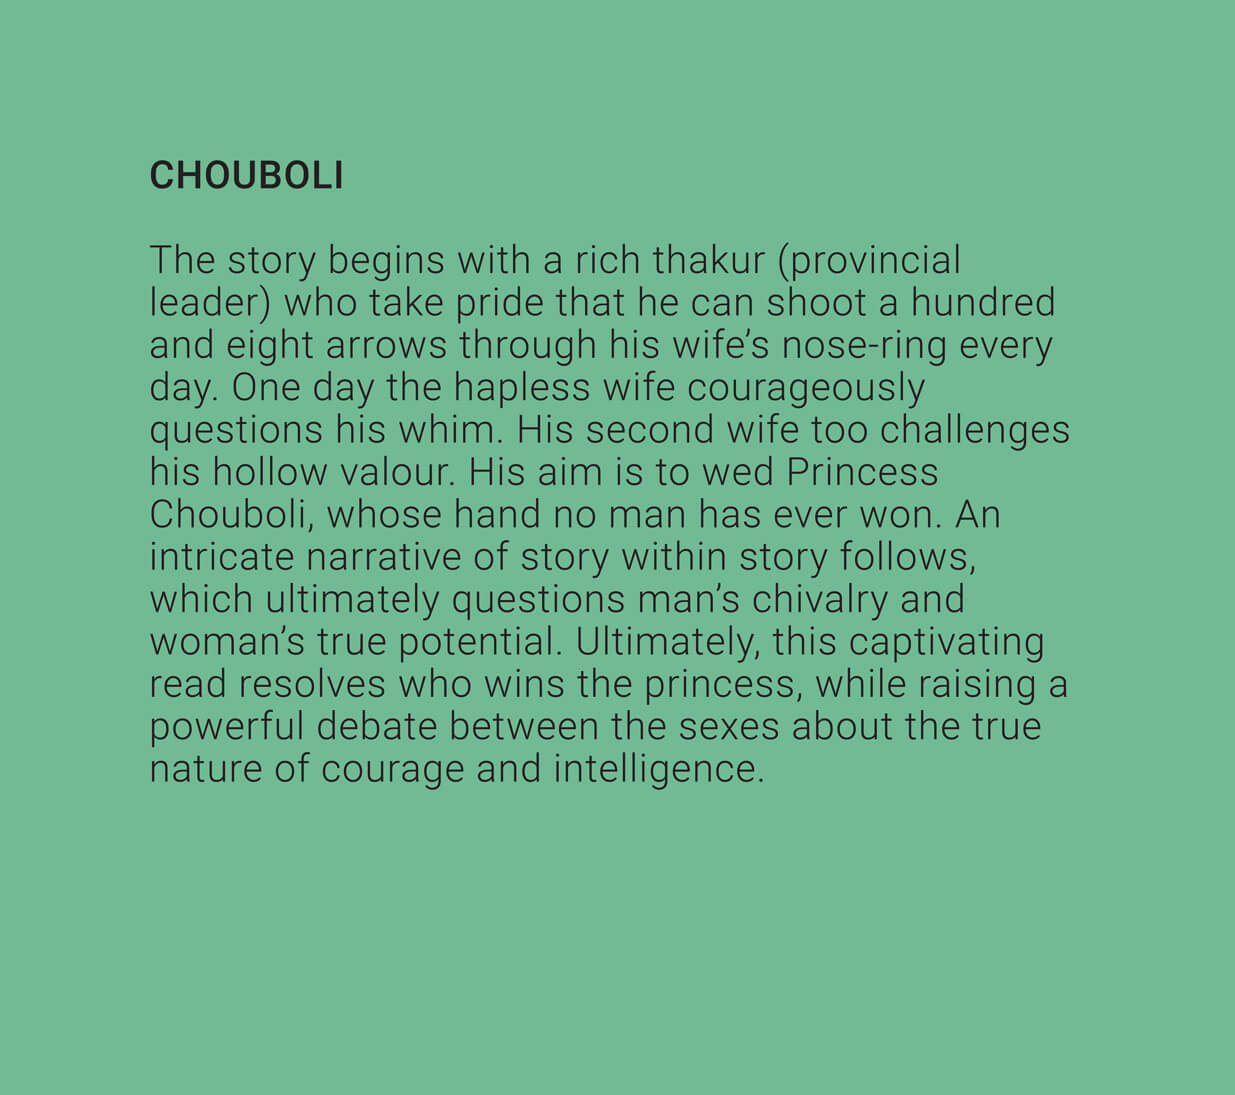 CHOUBOLI
The story begins with a rich thakur (provincial
leader) who take pride that he can shoot a hundred
and eight arrows through his wife’s nose-ring every
day. One day the hapless wife courageously
questions his whim. His second wife too challenges
his hollow valour. His aim is to wed Princess
Chouboli, whose hand no man has ever won. An
intricate narrative of story within story follows,
which ultimately questions man’s chivalry and
woman’s true potential. Ultimately, this captivating
read resolves who wins the princess, while raising a
powerful debate between the sexes about the true
nature of courage and intelligence.